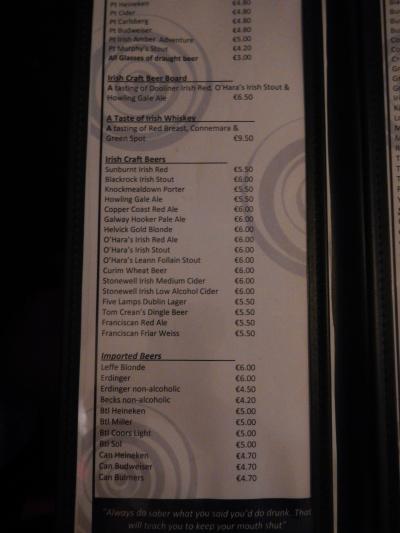 Pt Heineken €4.80
Pt Cider €4.80
Pt Carlsberg €4.80
Pt Budweiser €4.80
Pt Irish Amber Adventure €5.00
Pt Murphy's Stout €4.20
All Glasses of draught beer €3.00
Irish Craft Beer Board
A tasting of Dooliner Irish Red, O'Hara's Irish Stout &
Howling Gale Ale €6.50
A Taste of Irish Whiskey
A tasting of Red Breast, Connemara &
Green Spot €9.50
Irish Craft Beers
Sunburnt Irish Red €5.50
Blackrock Irish Stout €6.00
Knockmealdown Porter €5.50
Howling Gale Ale €5.50
Copper Coast Red Ale €6.00
Galway Hooker Pale Ale €6.00
Helvick Gold Blonde €6.00
O'Hara's Irish Red Ale €6.00
O'Hara's Irish Stout €6.00
O'Hara's Leann Follain Stout €6.00
Curim Wheat Beer €6.00
Stonewell Irish Medium Cider €6.00
Stonewell Irish Low Alcohol Cider €6.00
Five Lamps Dublin Lager €5.50
Tom Crean's Dingle Beer €5.50
Franciscan Red Ale €5.50
Franciscan Friar Weiss €5.50
Imported Beers
Leffe Blonde €6.00
Erdinger €6.00
Erdinger non-alcoholic €4.50
Becks non-alcoholic €4.20
Btl Heineken €5.00
Btl Miller €5.00
Btl Coors Light €5.00
Btl Sol €5.00
Can Heineken €4.70
Can Budweiser €4.70
Can Bulmers €4.70
"Always do sober what you said you'd do drunk. That
will teach you to keep your mouth shut"